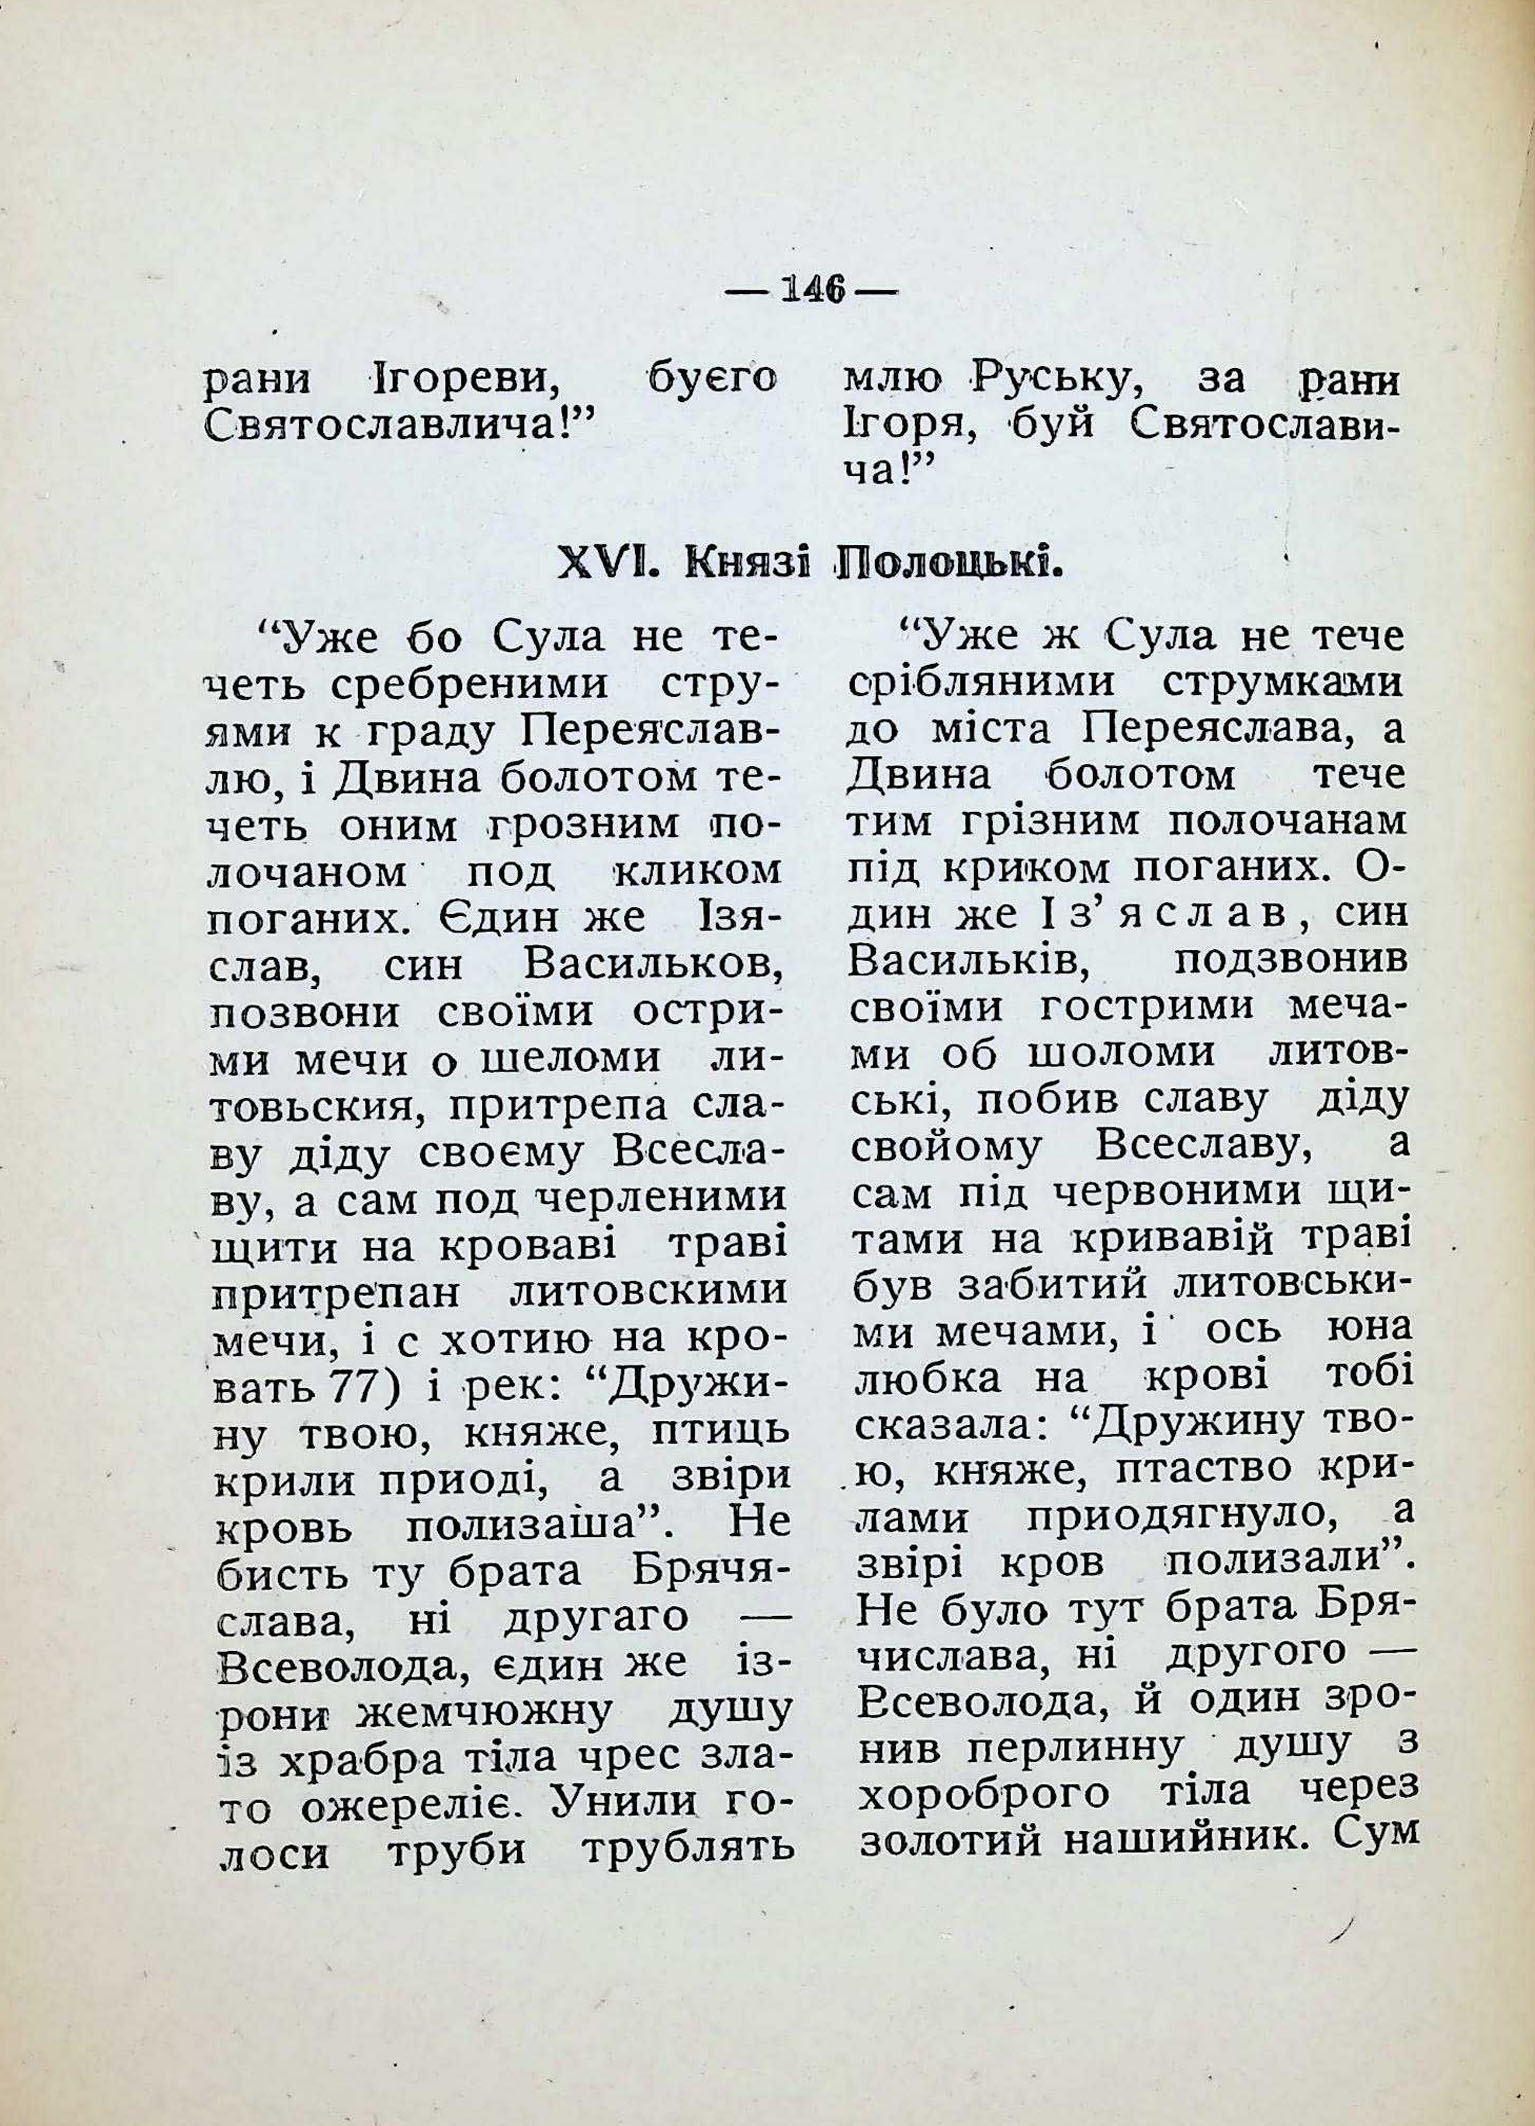 — 146 —
рани Ігореви, буєго
Святославлича!”
млю Руську, за рани
Ігоря, буй Святослави-
ча!”
XVI. Князі Полоцькі.
“Уже бо Сула не те-
четь сребреними стру-
ями к граду Переяслав-
лю, і Двина болотом те-
четь оним грозним по-
лочаном под кликом
поганих. Єдин же Ізя-
слав, син Васильков,
позвони своїми остри-
ми мечи о шеломи ли-
товьския, притрепа сла-
ву діду своєму Всесла-
ву, а сам под черленими
щити на кроваві траві
притрепан литовскими
мечи, і с хотию на кро-
вать 77) і рек: “Дружи-
ну твою, княже, птиць
крили приоді, а звіри
кровь полизаша”. Не
бисть ту брата Брячя-
слава, ні другаго —
Всеволода, єдин же із-
рони жемчюжну душу
із храбра тіла чрес зла-
то ожереліє. Унили го-
лоси труби трублять
“Уже ж Сула не тече
срібляними струмками
до міста Переяслава, а
Двина болотом тече
тим грізним полочанам
під криком поганих. О-
дин же Із’яслав, син
Васильків, подзвонив
своїми гострими меча-
ми об шоломи литов-
ські, побив славу діду
свойому Всеславу, а
сам під червоними щи-
тами на кривавій траві
був забитий литовськи-
ми мечами, і ось юна
любка на крові тобі
сказала: “Дружину тво-
ю, княже, птаство кри-
лами приодягнуло, а
звірі кров полизали”.
Не було тут брата Бря-
числава, ні другого —
Всеволода, й один зро-
нив перлинну душу з
хороброго тіла через
золотий нашийник. Сум